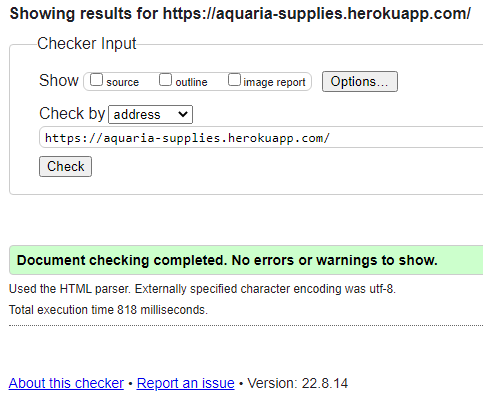 Showing results for https://aquaria-supplies.herokuapp.com/
Checker Input
Show source outline image report Options...
Check by address
https://aquaria-supplies.herokuapp.com/
Check
Document checking completed. No errors or warnings to show.
Used the HTML parser. Externally specified character encoding was utf-8.
Total execution time 818 milliseconds.
About this checker • Report an issue • Version: 22.8.14